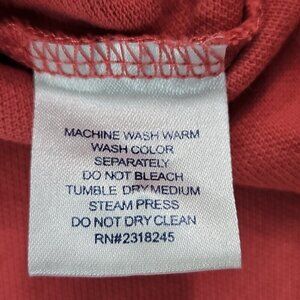 MACHINE WASH WARM
WASH COLOR
SEPARATELY
DO NOT BLEACH
TUMBLE DRY MEDIUM
STEAM PRESS
DO NOT DRY CLEAN
RN#2318245